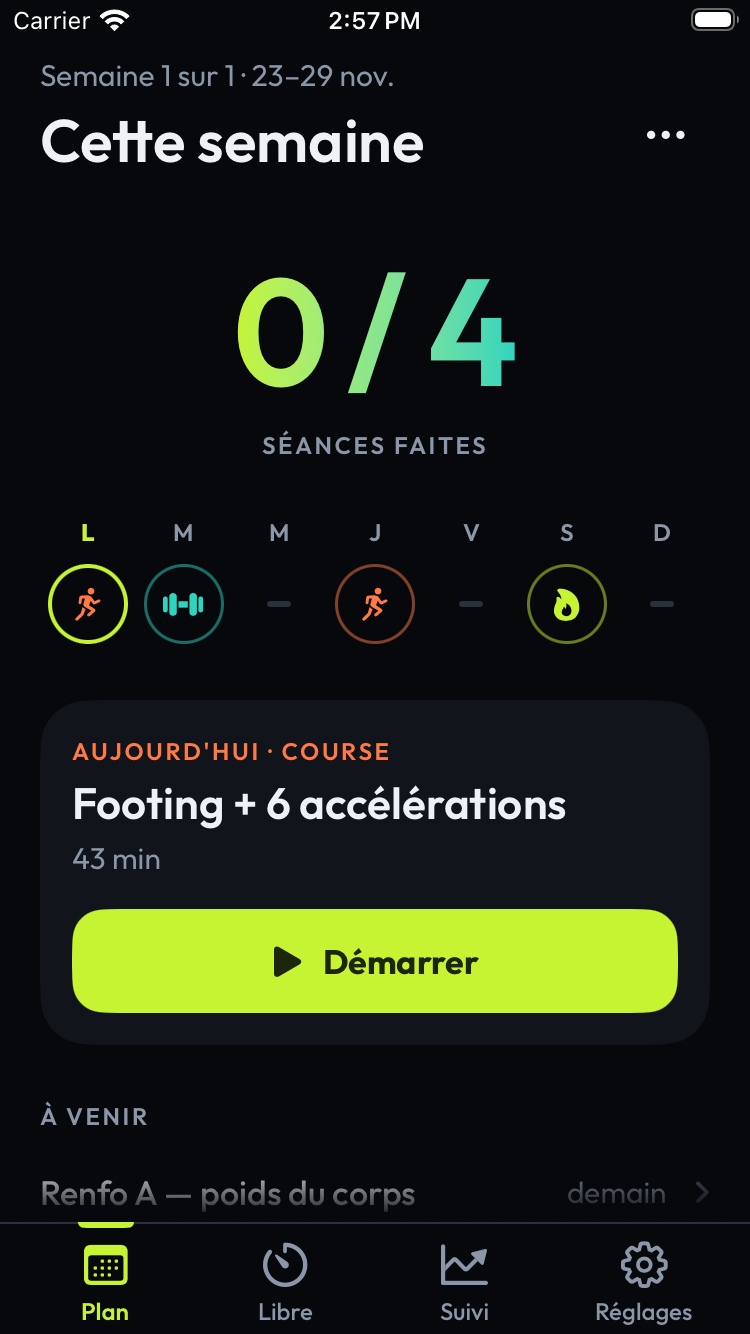 Carrier 2:57 PM
Semaine 1 sur 1 · 23–29 nov.
Cette semaine
0/4
SÉANCES FAITES
L M M J V S D
AUJOURD'HUI · COURSE
Footing + 6 accélérations
43 min
Démarrer
À VENIR
Renfo A — poids du corps demain
Plan Libre Suivi Réglages